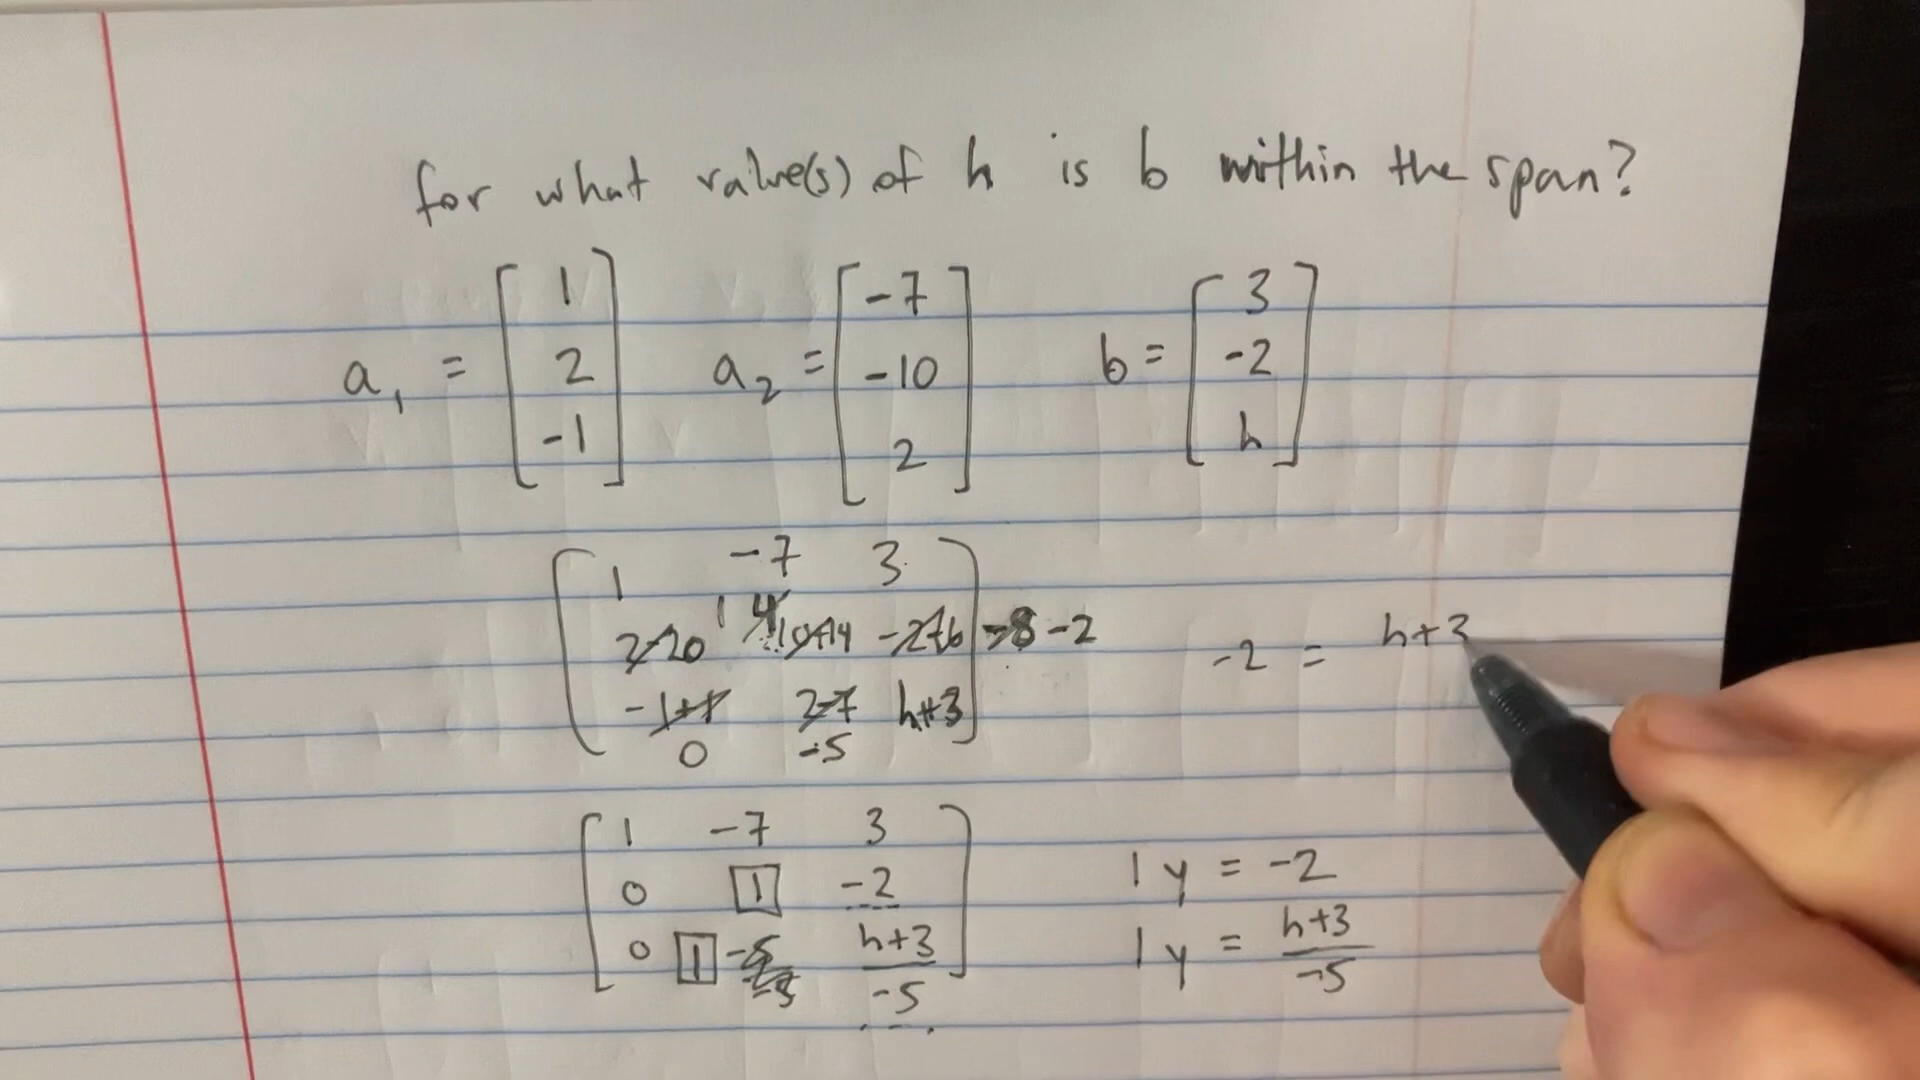 for what value(s) of h is b within the span?
a₁ = [ 1 2 -1 ] a₂ = [ -7 -10 2 ] b = [ 3 -2 h ]
1 -7 3
2-2 0 1 4 -10+14 -2-6 -8 -2
-1+1 2-7 h+3
0 -5
-2 = h+3
1 -7 3
0 1 -2
0 1 -5 h+3
-5
1y = -2
1y = h+3
-5